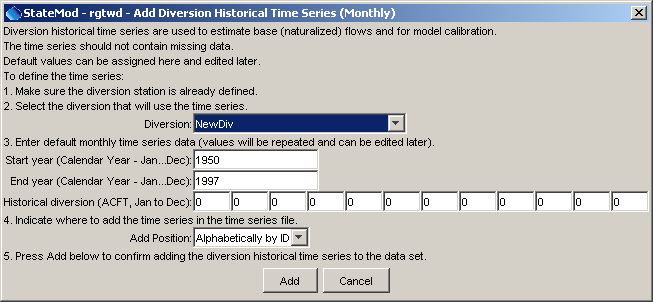 StateMod - rgtwd - Add Diversion Historical Time Series (Monthly)
Diversion historical time series are used to estimate base (naturalized) flows and for model calibration.
The time series should not contain missing data.
Default values can be assigned here and edited later.
To define the time series:
1. Make sure the diversion station is already defined.
2. Select the diversion that will use the time series.
Diversion: NewDiv
3. Enter default monthly time series data (values will be repeated and can be edited later).
Start year (Calendar Year - Jan...Dec): 1950
End year (Calendar Year - Jan...Dec): 1997
Historical diversion (ACFT, Jan to Dec): 0 0 0 0 0 0 0 0 0 0 0 0
4. Indicate where to add the time series in the time series file.
Add Position: Alphabetically by ID
5. Press Add below to confirm adding the diversion historical time series to the data set.
Add Cancel